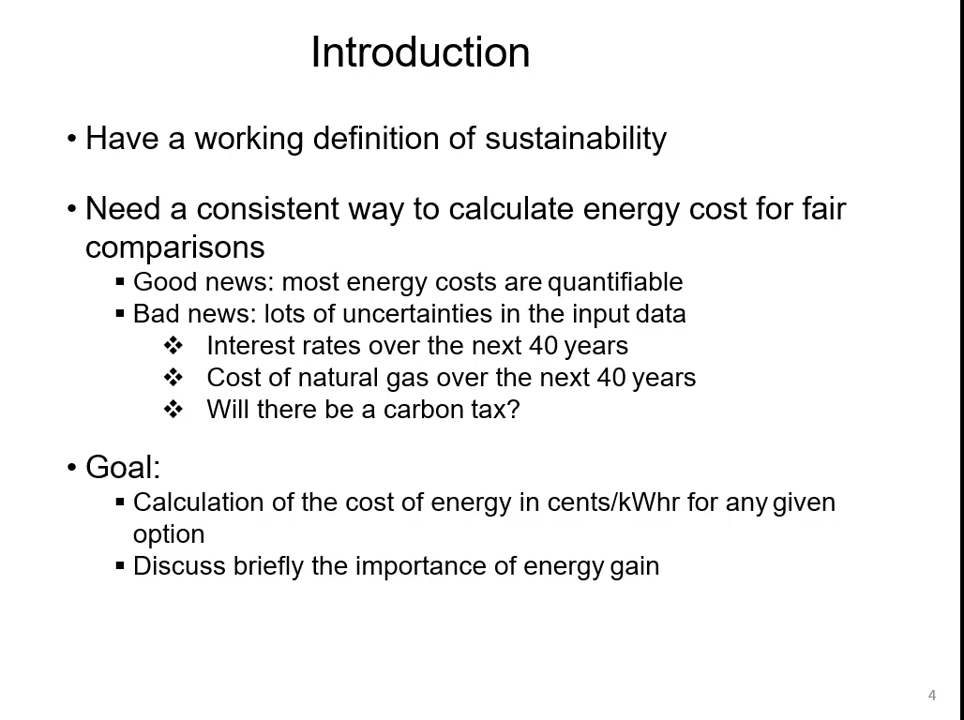 Introduction
• Have a working definition of sustainability
• Need a consistent way to calculate energy cost for fair
comparisons
▪ Good news: most energy costs are quantifiable
▪ Bad news: lots of uncertainties in the input data
❖ Interest rates over the next 40 years
❖ Cost of natural gas over the next 40 years
❖ Will there be a carbon tax?
• Goal:
▪ Calculation of the cost of energy in cents/kWhr for any given
option
▪ Discuss briefly the importance of energy gain
4